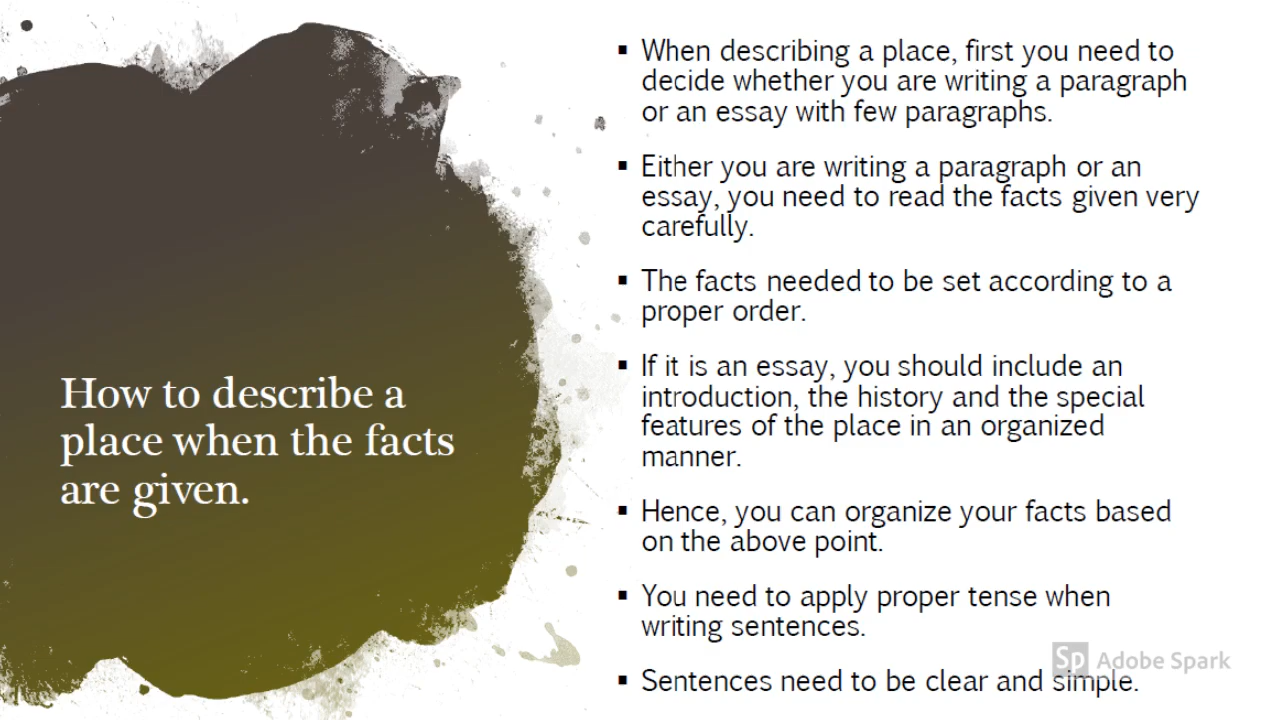 How to describe a
place when the facts
are given.
▪ When describing a place, first you need to
decide whether you are writing a paragraph
or an essay with few paragraphs.
▪ Either you are writing a paragraph or an
essay, you need to read the facts given very
carefully.
▪ The facts needed to be set according to a
proper order.
▪ If it is an essay, you should include an
introduction, the history and the special
features of the place in an organized
manner.
▪ Hence, you can organize your facts based
on the above point.
▪ You need to apply proper tense when
writing sentences.
▪ Sentences need to be clear and simple.
Sp Adobe Spark